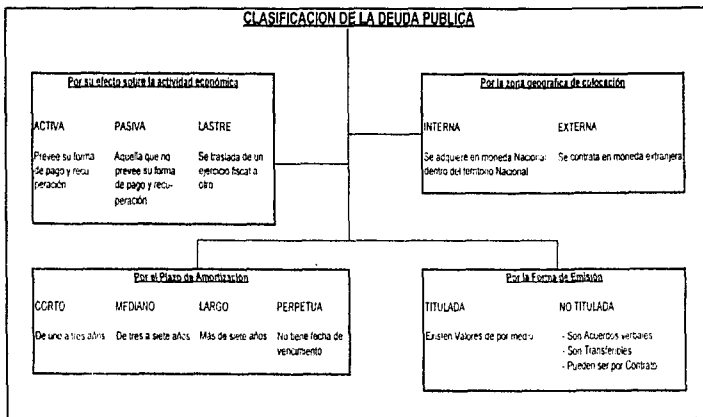 CLASIFICACION DE LA DEUDA PUBLICA
Por su efecto sobre la actividad económica
ACTIVA PASIVA LASTRE
Prevee su forma de pago y recu peración
Aquella que no prevee su forma de pago y recu- peración
Se traslada de un ejercicio fiscal a otro
Por la zona geografica de colocación
INTERNA EXTERNA
Se adquiere en moneda Nacional dentro del territorio Nacional
Se contrata en moneda extranjera
Por el Plazo de Amortización
CORTO MEDIANO LARGO PERPETUA
De uno a tres años
De tres a siete años
Más de siete años
No tiene fecha de vencimiento
Por la Forma de Emisión
TITULADA NO TITULADA
Existen Valores de por medio
- Son Acuerdos verbales
- Son Transferibles
- Pueden ser por Contrato